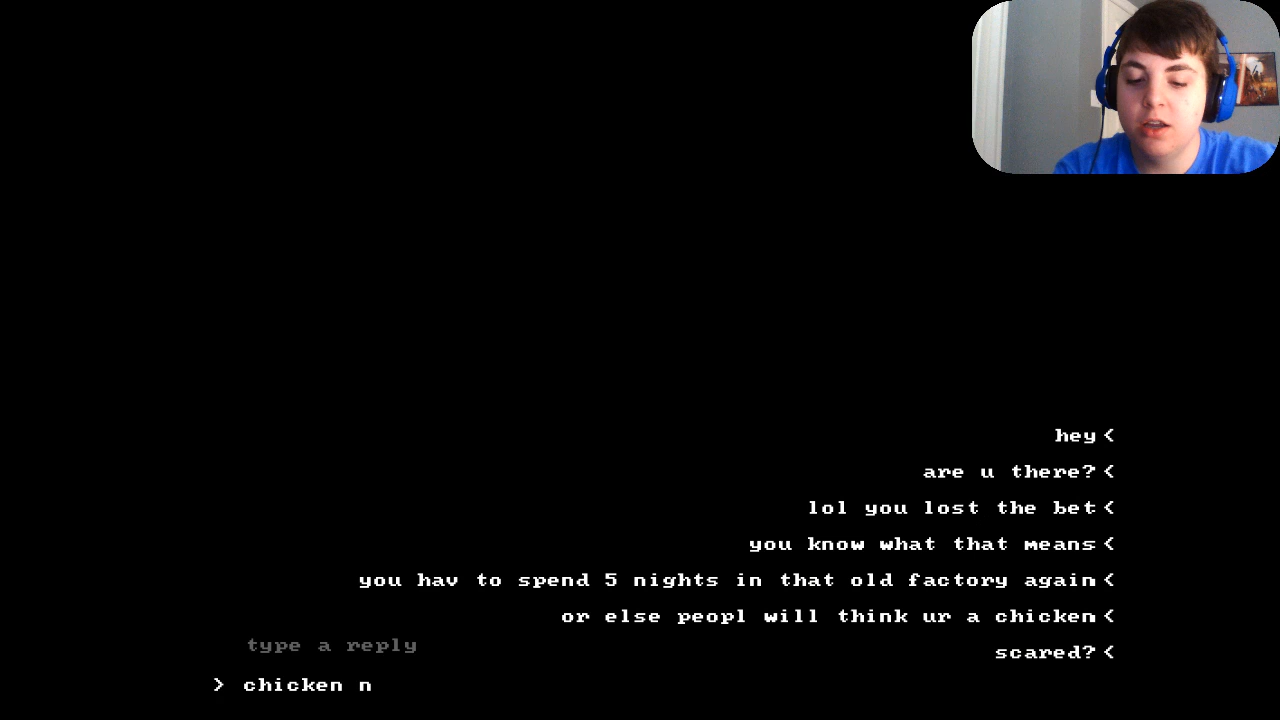 hey <
are u there? <
lol you lost the bet <
you know what that means <
you hav to spend 5 nights in that old factory again <
or else peopl will think ur a chicken <
type a reply
scared? <
> chicken n